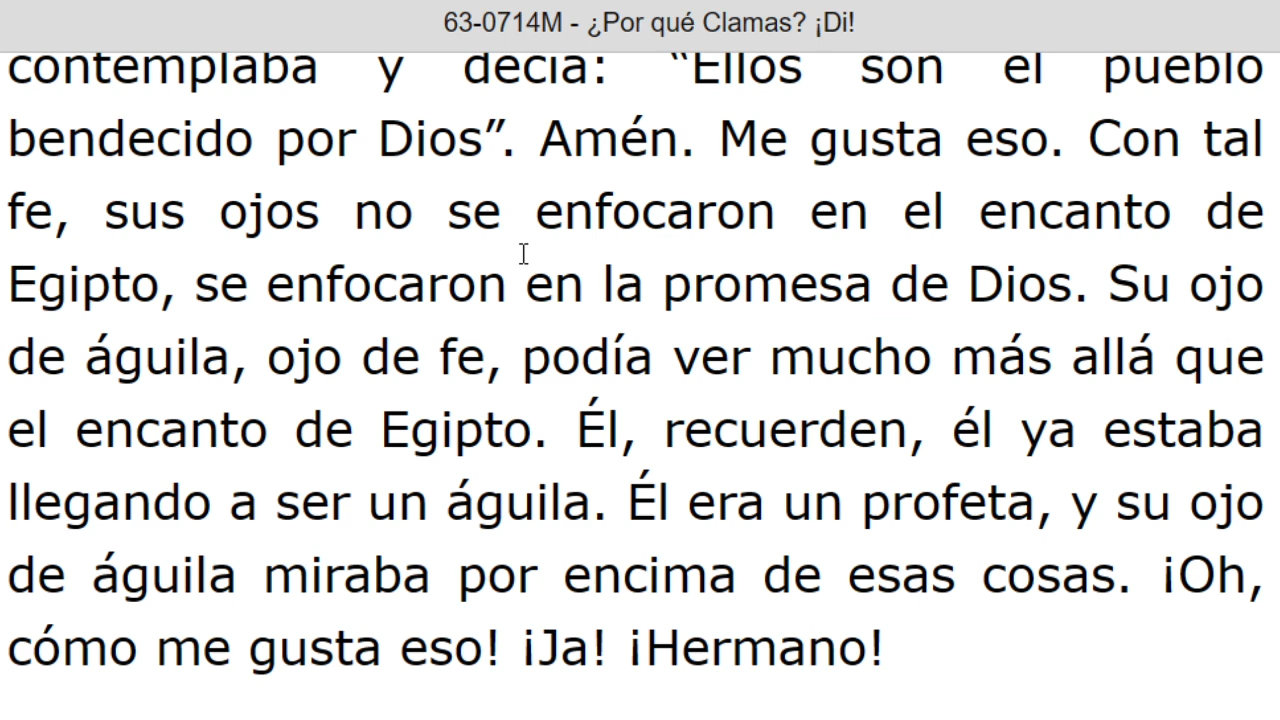 63-0714M - ¿Por qué Clamas? ¡Di!
contemplaba y decía: “Ellos son el pueblo
bendecido por Dios”. Amén. Me gusta eso. Con tal
fe, sus ojos no se enfocaron en el encanto de
Egipto, se enfocaron en la promesa de Dios. Su ojo
de águila, ojo de fe, podía ver mucho más allá que
el encanto de Egipto. Él, recuerden, él ya estaba
llegando a ser un águila. Él era un profeta, y su ojo
de águila miraba por encima de esas cosas. ¡Oh,
cómo me gusta eso! ¡Ja! ¡Hermano!